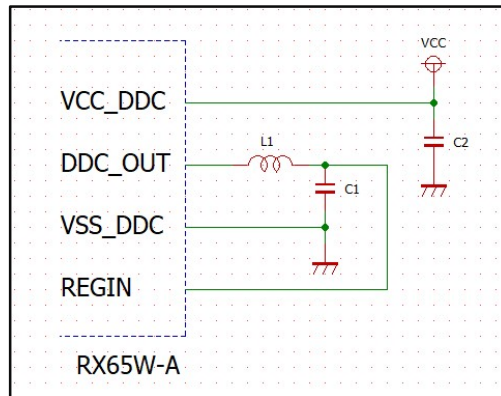 VCC
VCC_DDC
L1
C2
DDC_OUT
C1
VSS_DDC
REGIN
RX65W-A